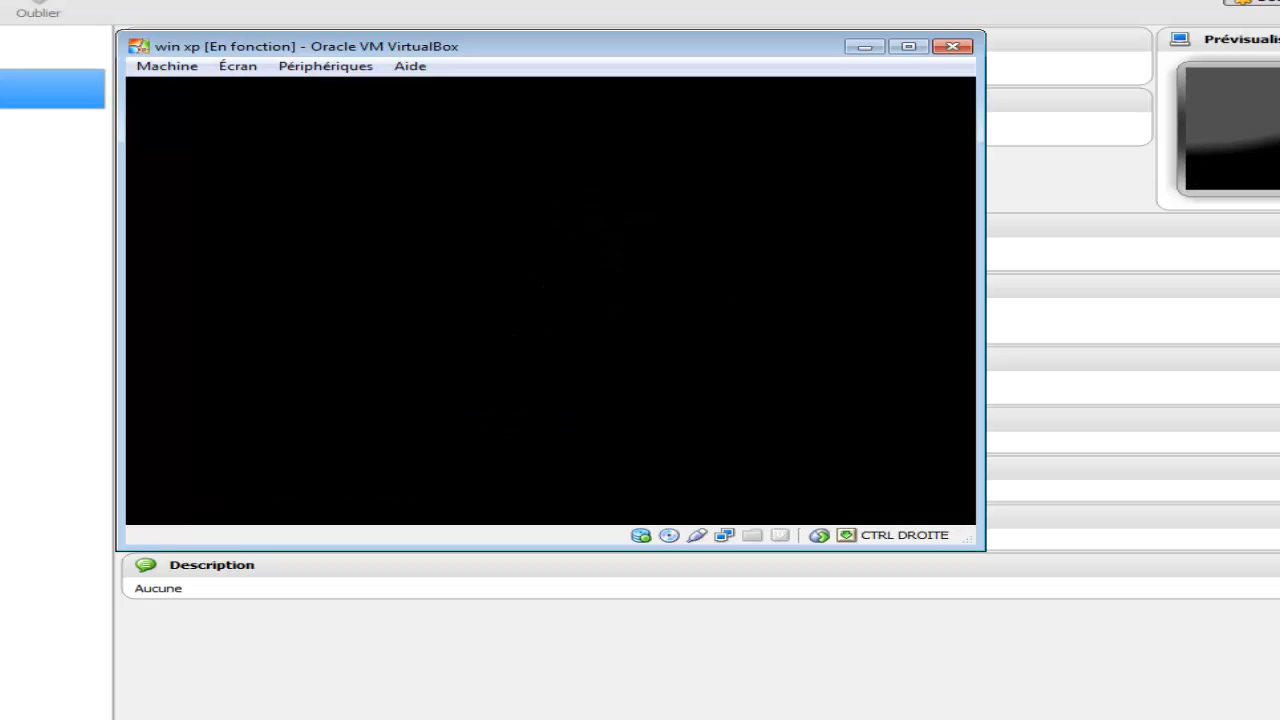 Oublier
Prévisualis
win xp [En fonction] - Oracle VM VirtualBox
Machine Écran Périphériques Aide
CTRL DROITE
Description
Aucune